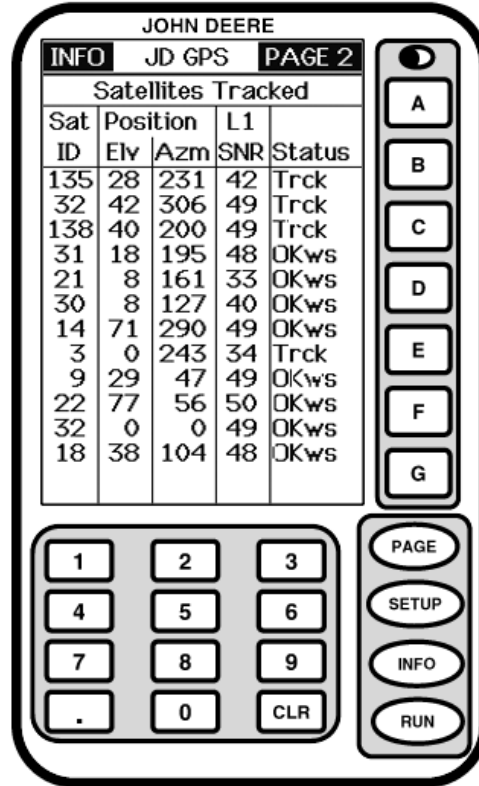 JOHN DEERE
INFO JD GPS PAGE 2
Satellites Tracked
Sat Position L1
ID Elv Azm SNR Status
135 28 231 42 Trck
32 42 306 49 Trck
138 40 200 49 Trck
31 18 195 48 OKws
21 8 161 33 OKws
30 8 127 40 OKws
14 71 290 49 OKws
3 0 243 34 Trck
9 29 47 49 OKws
22 77 56 50 OKws
32 0 0 49 OKws
18 38 104 48 OKws
A
B
C
D
E
F
G
1 2 3
4 5 6
7 8 9
. 0 CLR
PAGE
SETUP
INFO
RUN